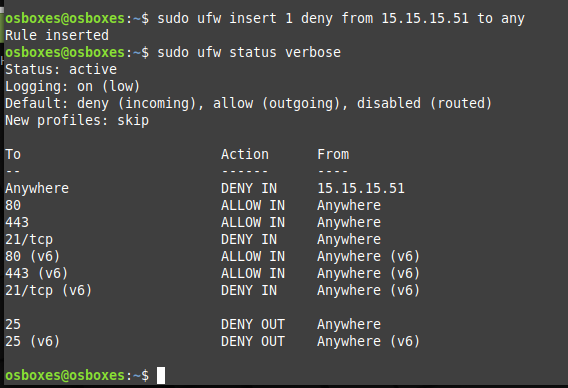 osboxes@osboxes:~$ sudo ufw insert 1 deny from 15.15.15.51 to any
Rule inserted
osboxes@osboxes:~$ sudo ufw status verbose
Status: active
Logging: on (low)
Default: deny (incoming), allow (outgoing), disabled (routed)
New profiles: skip

To                         Action      From
--                         ------      ----
Anywhere                   DENY IN     15.15.15.51
80                         ALLOW IN    Anywhere
443                        ALLOW IN    Anywhere
21/tcp                     DENY IN     Anywhere
80 (v6)                    ALLOW IN    Anywhere (v6)
443 (v6)                   ALLOW IN    Anywhere (v6)
21/tcp (v6)                DENY IN     Anywhere (v6)

25                         DENY OUT    Anywhere
25 (v6)                    DENY OUT    Anywhere (v6)

osboxes@osboxes:~$